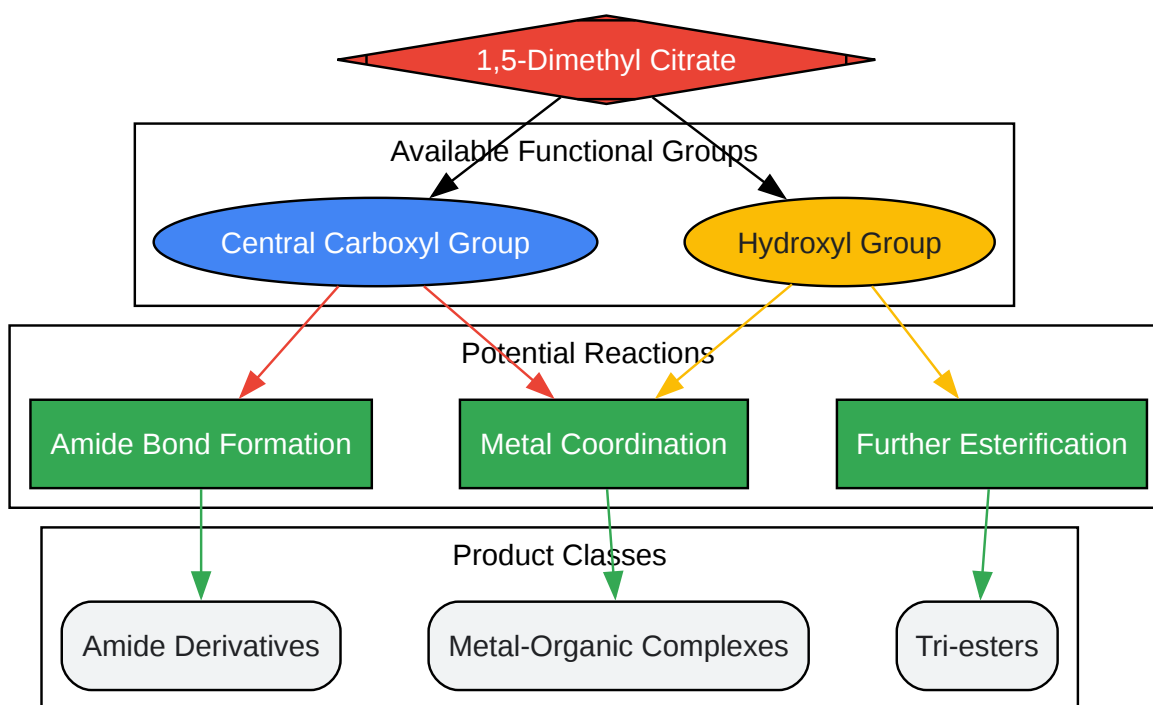 1,5-Dimethyl Citrate
Available Functional Groups
Central Carboxyl Group
Hydroxyl Group
Potential Reactions
Amide Bond Formation
Metal Coordination
Further Esterification
Product Classes
Amide Derivatives
Metal-Organic Complexes
Tri-esters